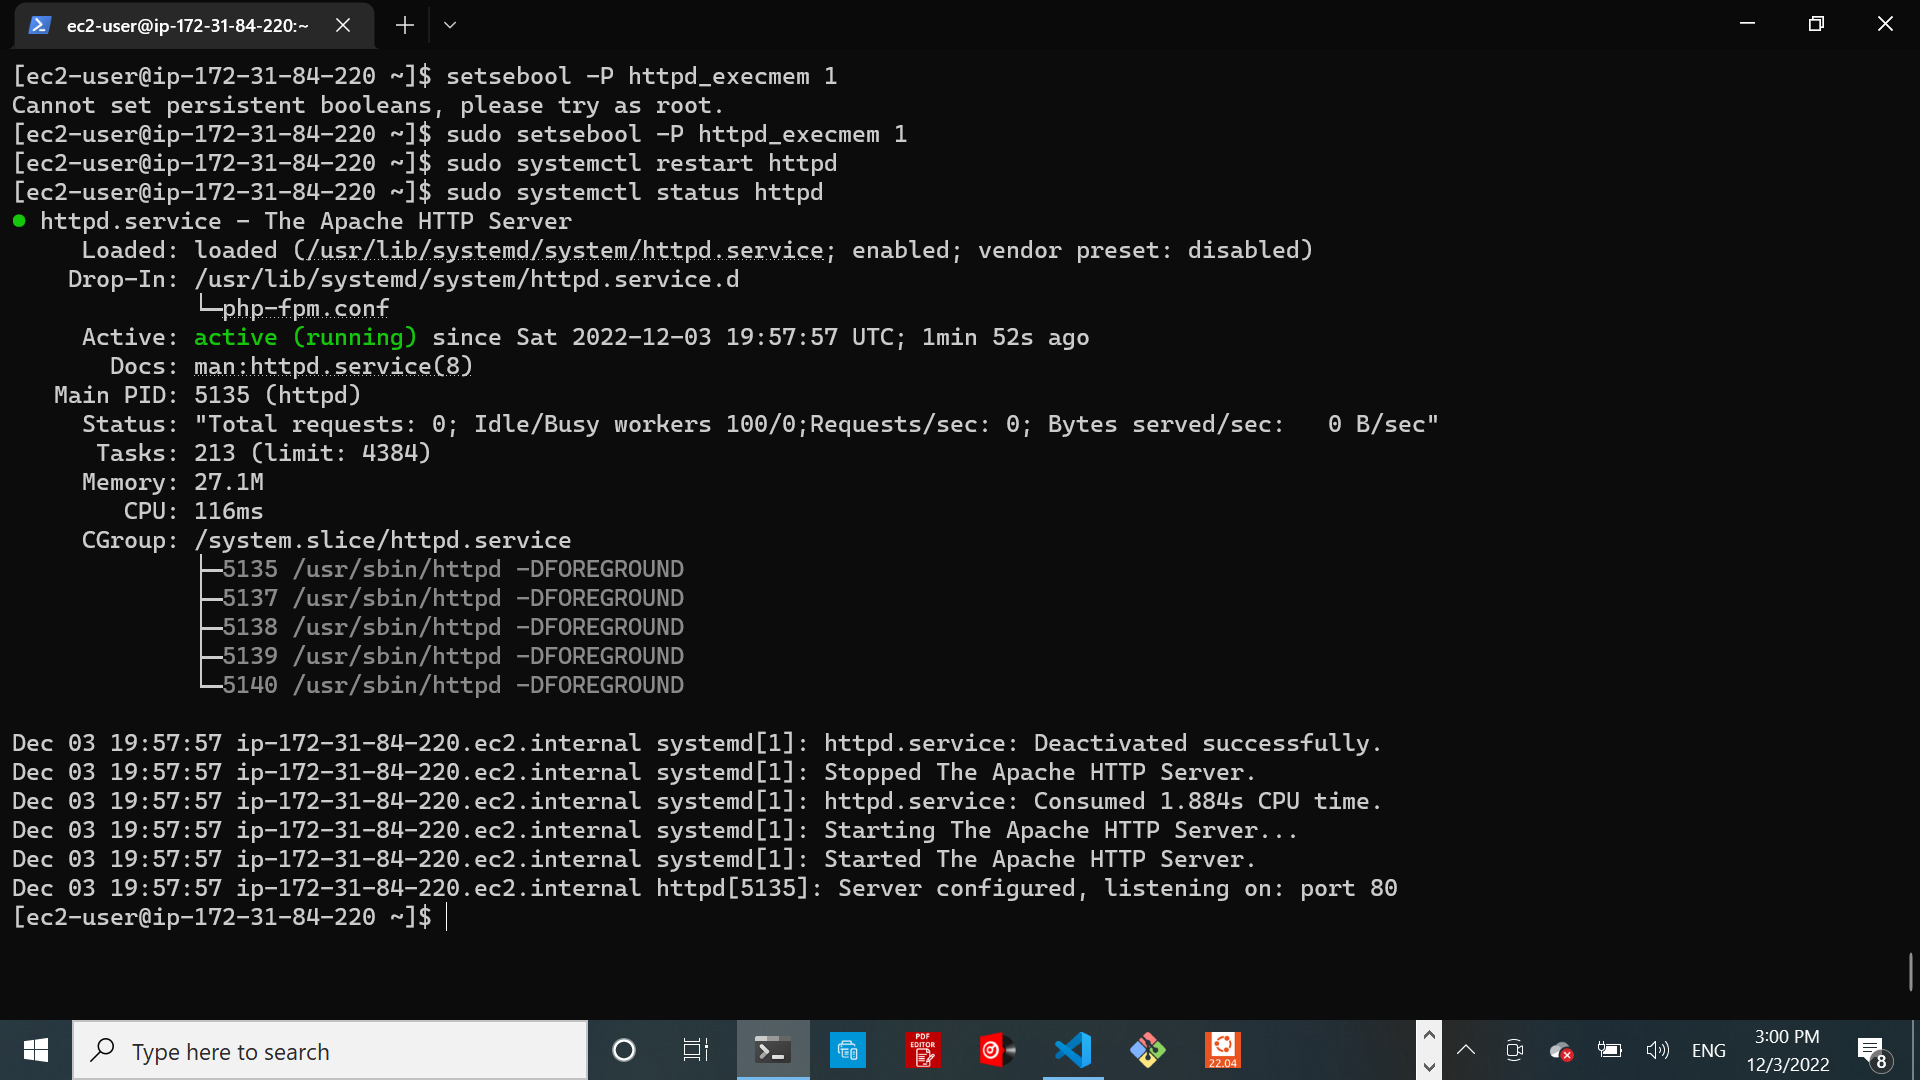 ec2-user@ip-172-31-84-220:~
[ec2-user@ip-172-31-84-220 ~]$ setsebool -P httpd_execmem 1
Cannot set persistent booleans, please try as root.
[ec2-user@ip-172-31-84-220 ~]$ sudo setsebool -P httpd_execmem 1
[ec2-user@ip-172-31-84-220 ~]$ sudo systemctl restart httpd
[ec2-user@ip-172-31-84-220 ~]$ sudo systemctl status httpd
● httpd.service - The Apache HTTP Server
     Loaded: loaded (/usr/lib/systemd/system/httpd.service; enabled; vendor preset: disabled)
    Drop-In: /usr/lib/systemd/system/httpd.service.d
             └─php-fpm.conf
     Active: active (running) since Sat 2022-12-03 19:57:57 UTC; 1min 52s ago
       Docs: man:httpd.service(8)
   Main PID: 5135 (httpd)
     Status: "Total requests: 0; Idle/Busy workers 100/0;Requests/sec: 0; Bytes served/sec:   0 B/sec"
      Tasks: 213 (limit: 4384)
     Memory: 27.1M
        CPU: 116ms
     CGroup: /system.slice/httpd.service
             ├─5135 /usr/sbin/httpd -DFOREGROUND
             ├─5137 /usr/sbin/httpd -DFOREGROUND
             ├─5138 /usr/sbin/httpd -DFOREGROUND
             ├─5139 /usr/sbin/httpd -DFOREGROUND
             └─5140 /usr/sbin/httpd -DFOREGROUND
Dec 03 19:57:57 ip-172-31-84-220.ec2.internal systemd[1]: httpd.service: Deactivated successfully.
Dec 03 19:57:57 ip-172-31-84-220.ec2.internal systemd[1]: Stopped The Apache HTTP Server.
Dec 03 19:57:57 ip-172-31-84-220.ec2.internal systemd[1]: httpd.service: Consumed 1.884s CPU time.
Dec 03 19:57:57 ip-172-31-84-220.ec2.internal systemd[1]: Starting The Apache HTTP Server...
Dec 03 19:57:57 ip-172-31-84-220.ec2.internal systemd[1]: Started The Apache HTTP Server.
Dec 03 19:57:57 ip-172-31-84-220.ec2.internal httpd[5135]: Server configured, listening on: port 80
[ec2-user@ip-172-31-84-220 ~]$
Type here to search
PDF
EDITOR
22.04
ENG
3:00 PM
12/3/2022
8